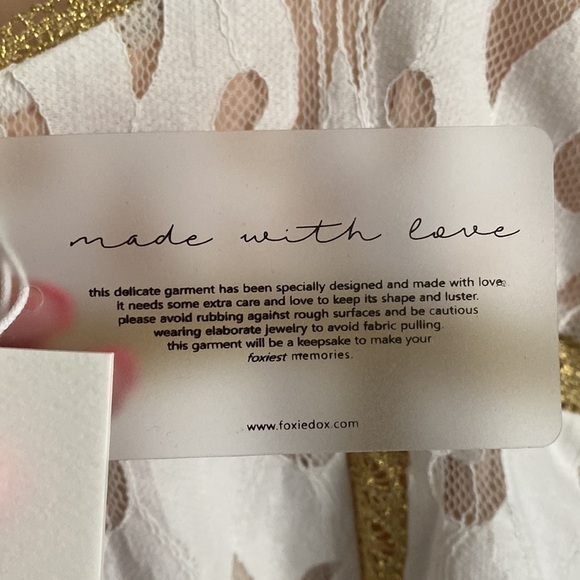 made with love
this delicate garment has been specially designed and made with love.
it needs some extra care and love to keep its shape and luster.
please avoid rubbing against rough surfaces and be cautious
wearing elaborate jewelry to avoid fabric pulling.
this garment will be a keepsake to make your
foxiest memories.
www.foxiedox.com